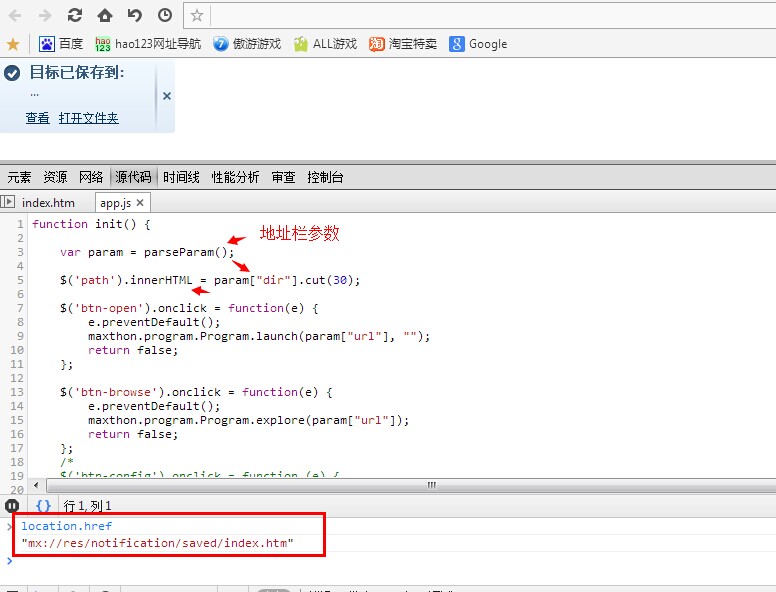 百度 hao123网址导航 傲游游戏 ALL游戏 淘宝特卖 Google
目标已保存到:
...
查看 打开文件夹
元素 资源 网络 源代码 时间线 性能分析 审查 控制台
index.htm app.js
1 function init() {
地址栏参数
2
3 var param = parseParam();
4
5 $('path').innerHTML = param["dir"].cut(30);
6
7 $('btn-open').onclick = function(e) {
8 e.preventDefault();
9 maxthon.program.Program.launch(param["url"], "");
10 return false;
11 };
12
13 $('btn-browse').onclick = function(e) {
14 e.preventDefault();
15 maxthon.program.Program.explore(param["url"]);
16 return false;
17 };
18 /*
19 $('btn-config').onclick = function (e) {
20
{} 行1,列1
> location.href
"mx://res/notification/saved/index.htm"
>